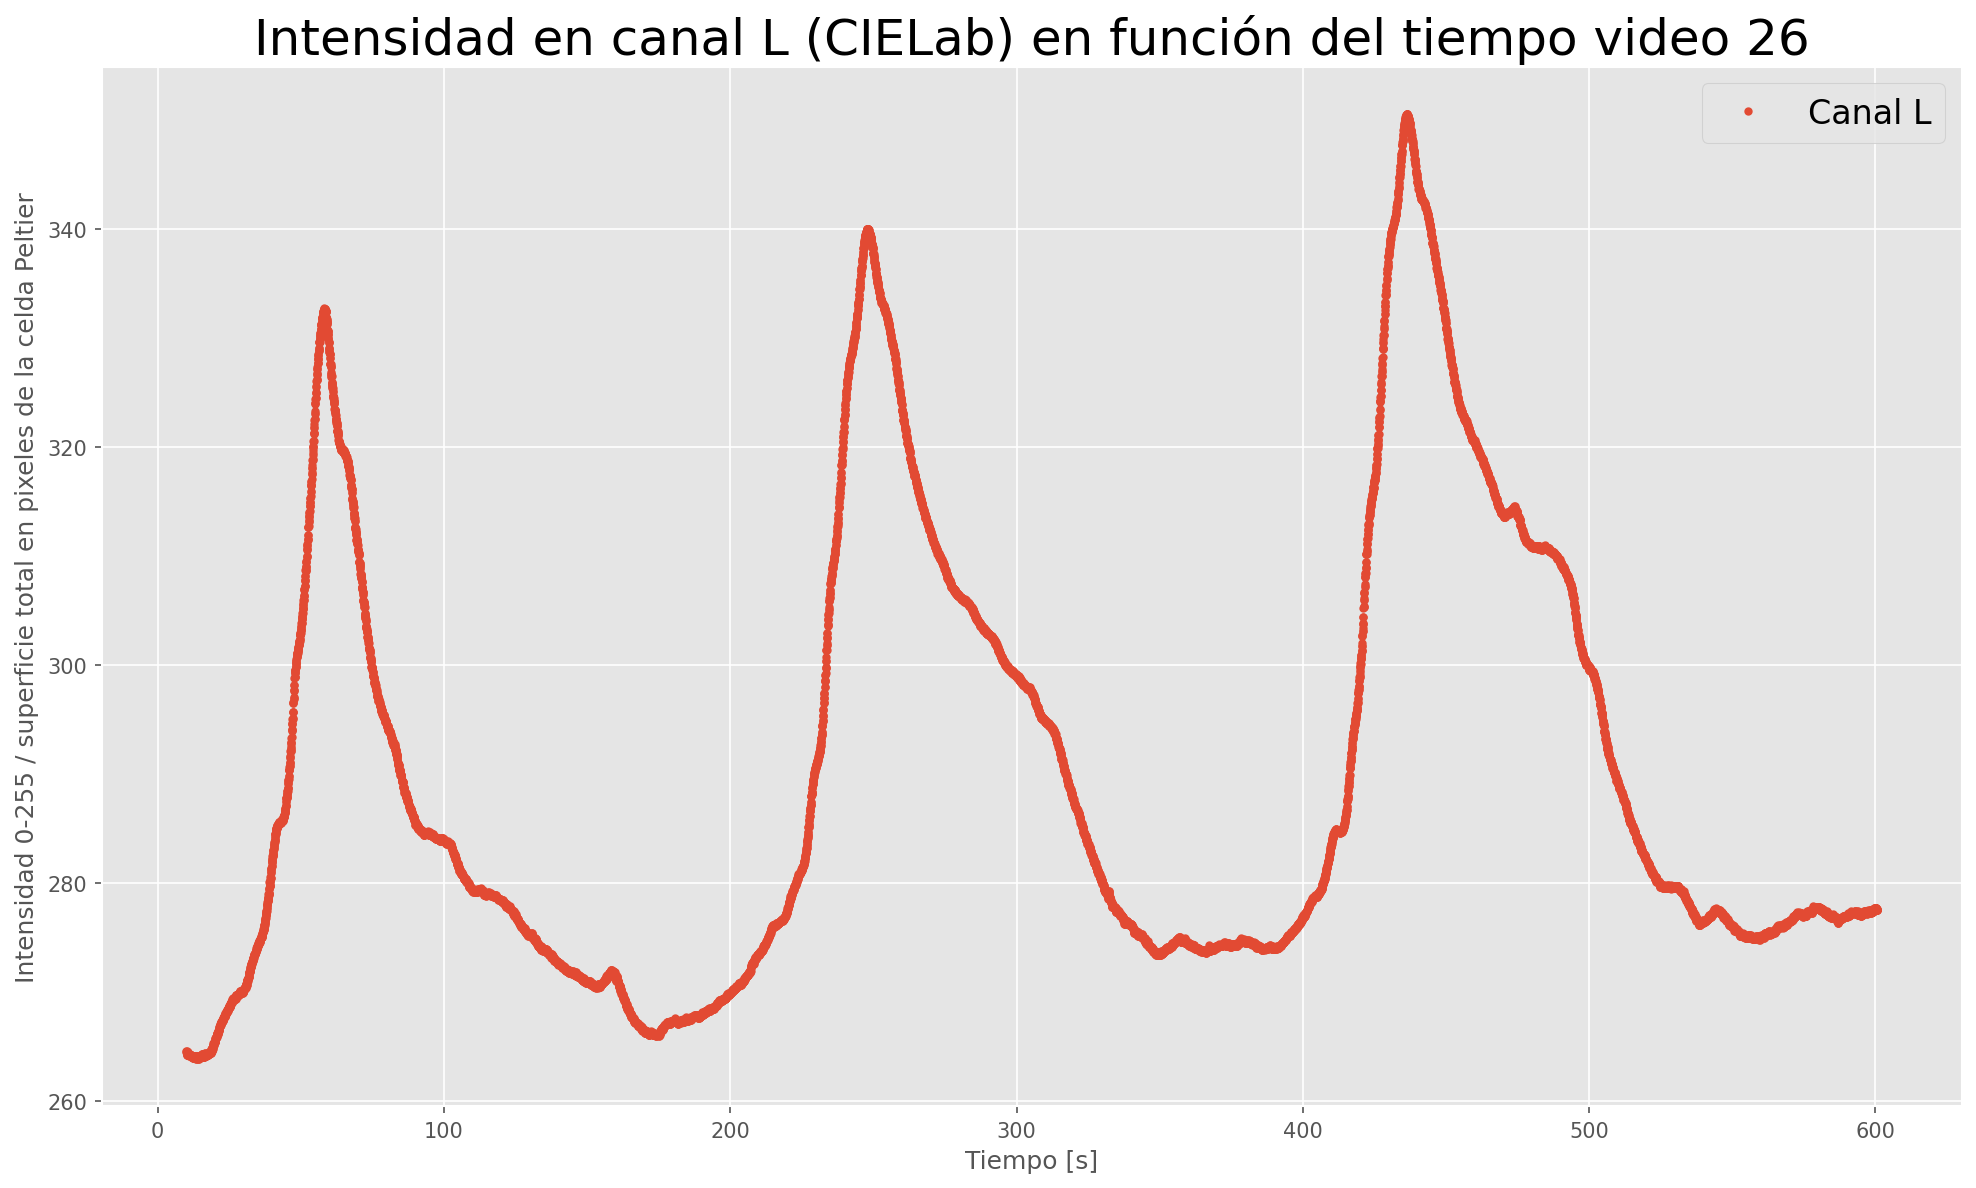 Intensidad en canal L (CIELab) en función del tiempo video 26
Canal L
Intensidad 0-255 / superficie total en pixeles de la celda Peltier
340
320
300
280
260
0 100 200 300 400 500 600
Tiempo [s]